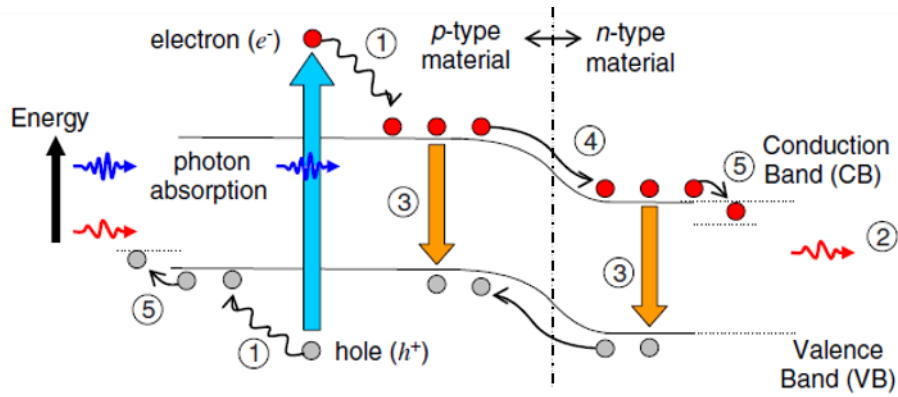 electron (e⁻)
①
p-type
material
n-type
material
Energy
photon
absorption
③
④
⑤
Conduction
Band (CB)
②
③
⑤
①
hole (h⁺)
Valence
Band (VB)